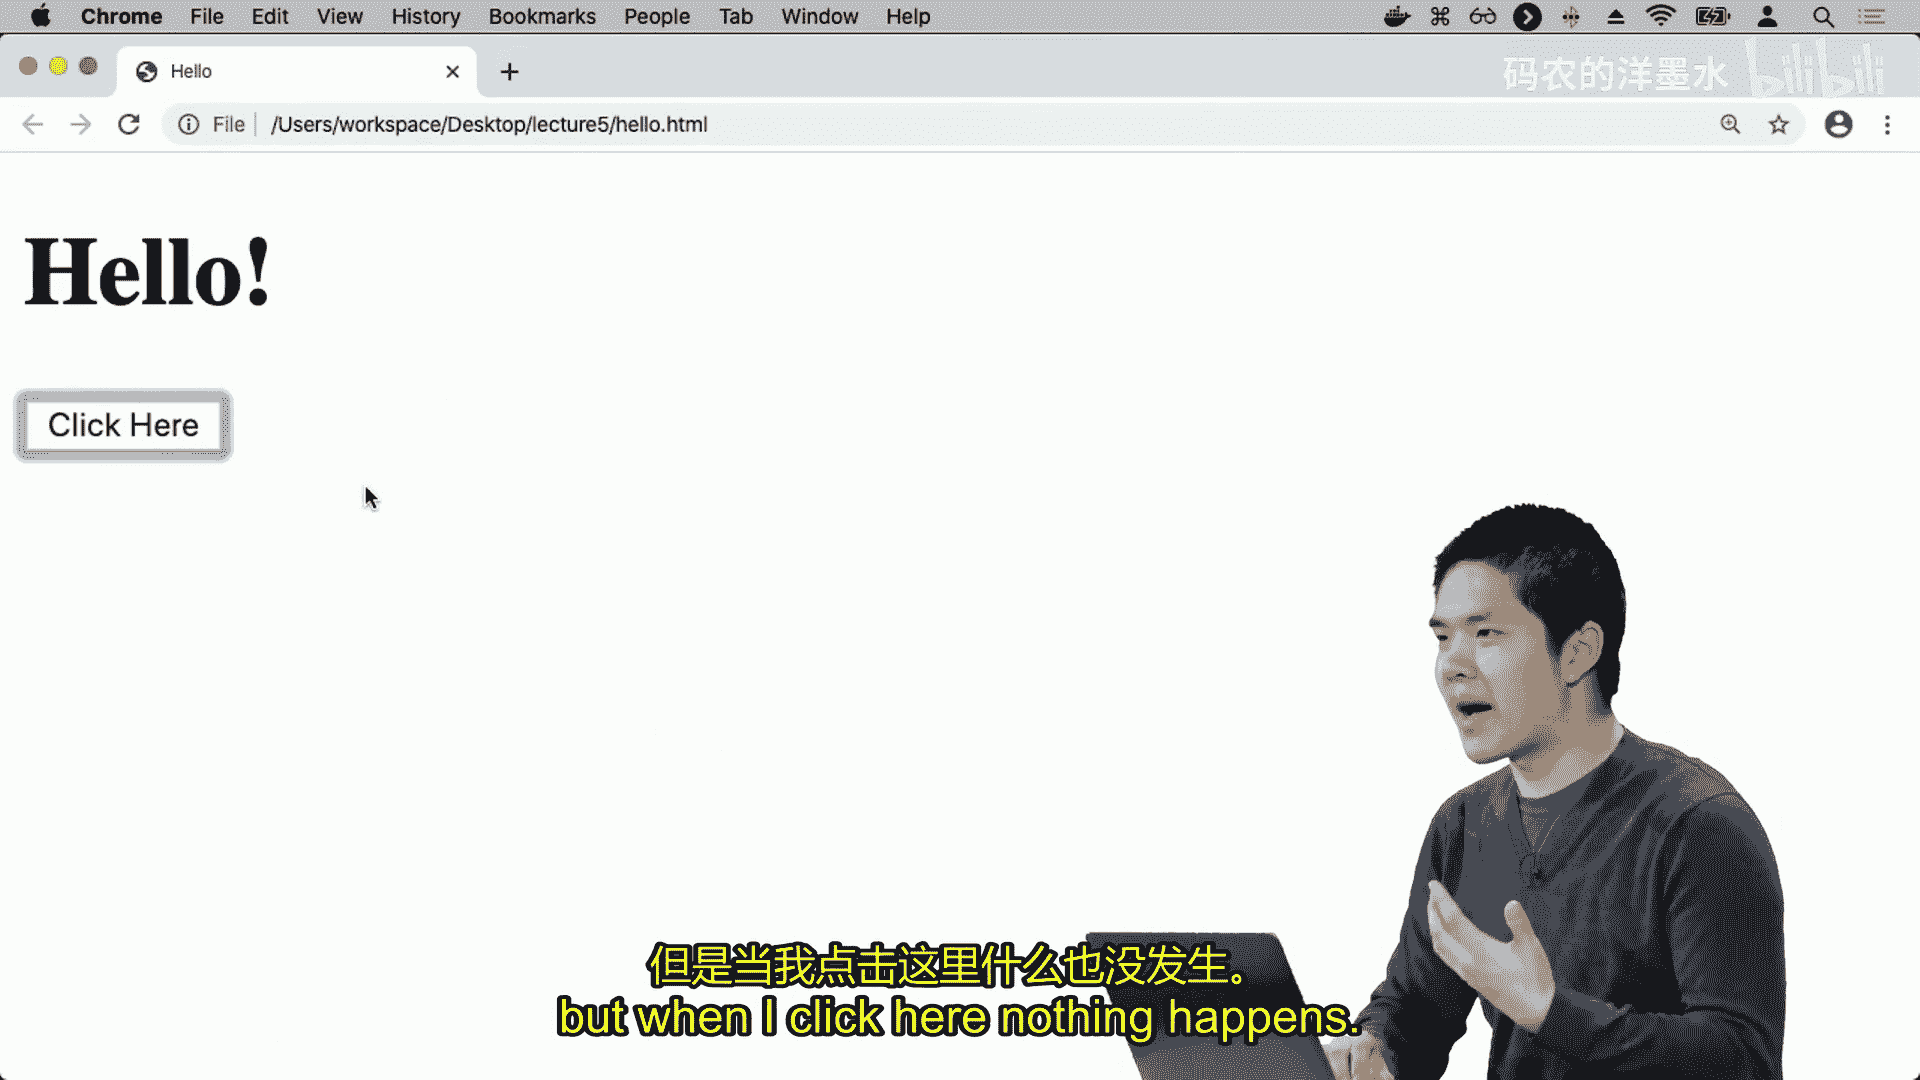 Chrome File Edit View History Bookmarks People Tab Window Help
Hello
码农的洋墨水 bilibili
File /Users/workspace/Desktop/lecture5/hello.html
Hello!
Click Here
但是当我点击这里什么也没发生。
but when I click here nothing happens.